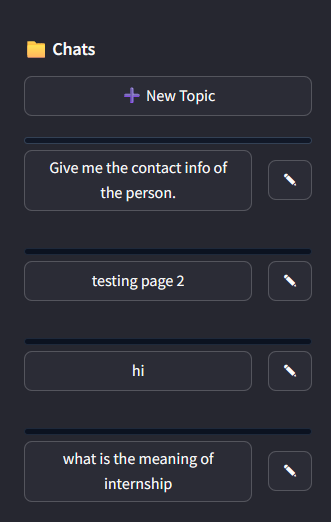 Chats
New Topic
Give me the contact info of
the person.
testing page 2
hi
what is the meaning of
internship